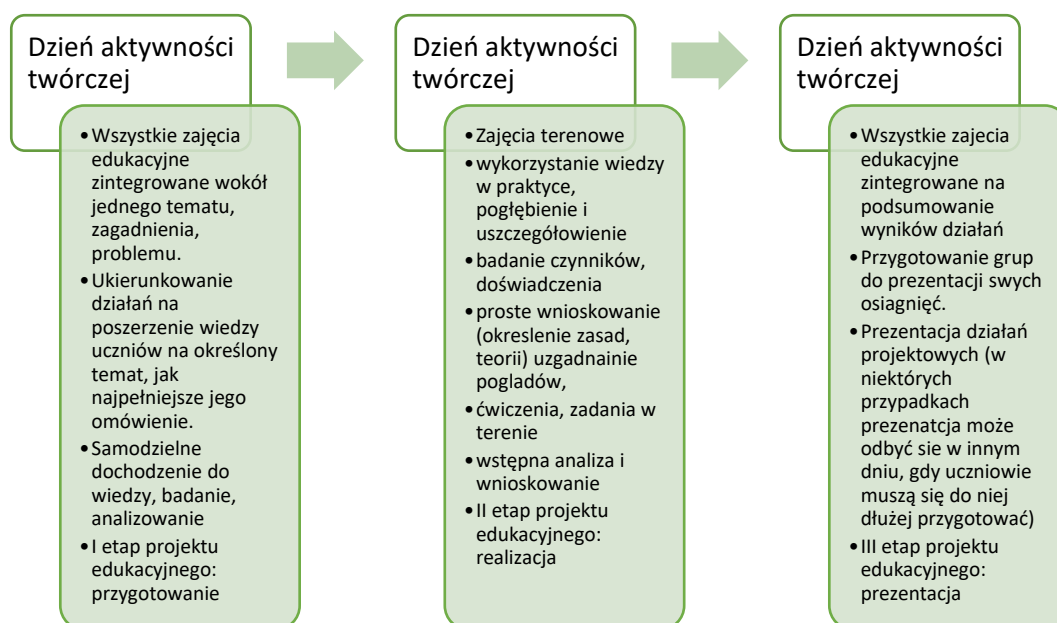 Dzień aktywności
twórczej
•Wszystkie zajęcia
edukacyjne
zintegrowane wokół
jednego tematu,
zagadnienia,
problemu.
•Ukierunkowanie
działań na
poszerzenie wiedzy
uczniów na określony
temat, jak
najpełniejsze jego
omówienie.
•Samodzielne
dochodzenie do
wiedzy, badanie,
analizowanie
•I etap projektu
edukacyjnego:
przygotowanie
Dzień aktywności
twórczej
•Zajęcia terenowe
•wykorzystanie wiedzy
w praktyce,
pogłębienie i
uszczegółowienie
•badanie czynników,
doświadczenia
•proste wnioskowanie
(okreslenie zasad,
teorii) uzgadnainie
pogladów,
•ćwiczenia, zadania w
terenie
•wstępna analiza i
wnioskowanie
•II etap projektu
edukacyjnego:
realizacja
Dzień aktywności
twórczej
•Wszystkie zajecia
edukacyjne
zintegrowane na
podsumowanie
wyników działań
•Przygotowanie grup
do prezentacji swych
osiagnięć.
•Prezentacja działań
projektowych (w
niektórych
przypadkach
prezenatcja może
odbyć sie w innym
dniu, gdy uczniowie
muszą się do niej
dłużej przygotować)
•III etap projektu
edukacyjnego:
prezentacja